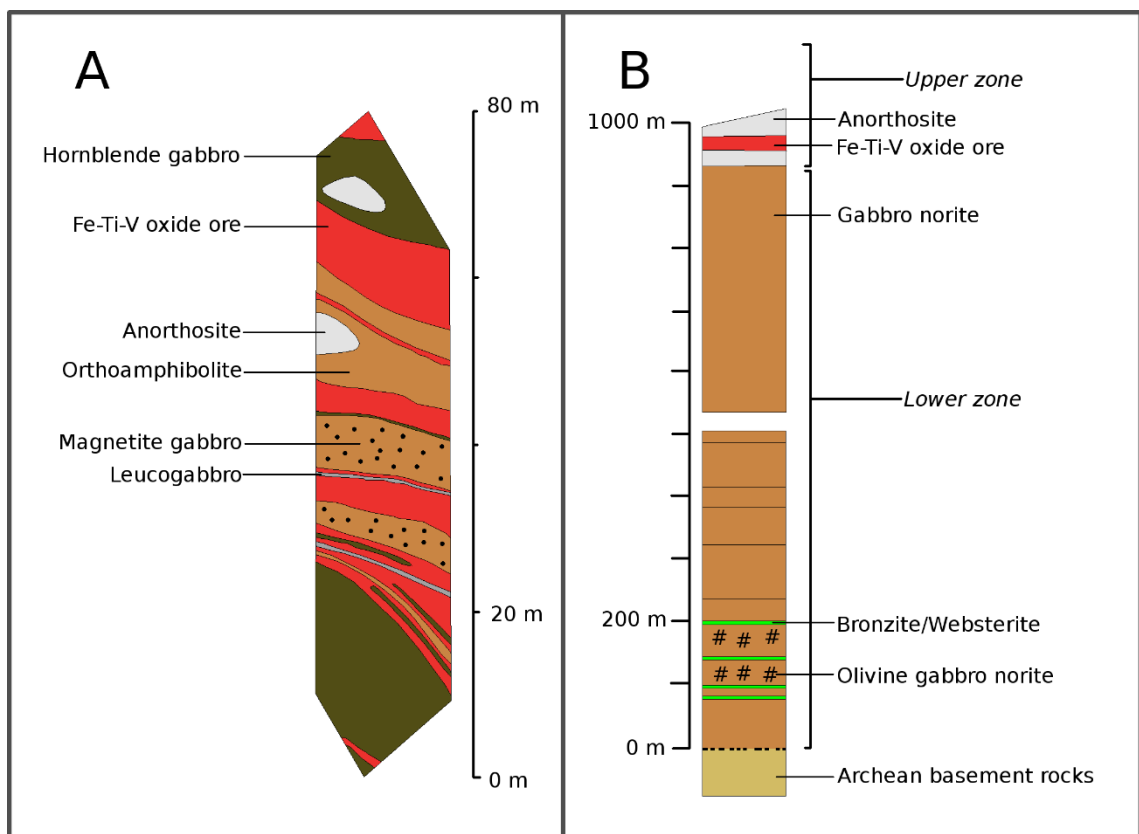 A
80 m
Hornblende gabbro
Fe-Ti-V oxide ore
Anorthosite
Orthoamphibolite
Magnetite gabbro
Leucogabbro
20 m
0 m
B
Upper zone
1000 m
Anorthosite
Fe-Ti-V oxide ore
Gabbro norite
Lower zone
200 m
Bronzite/Websterite
# # #
# # #
Olivine gabbro norite
0 m
Archean basement rocks